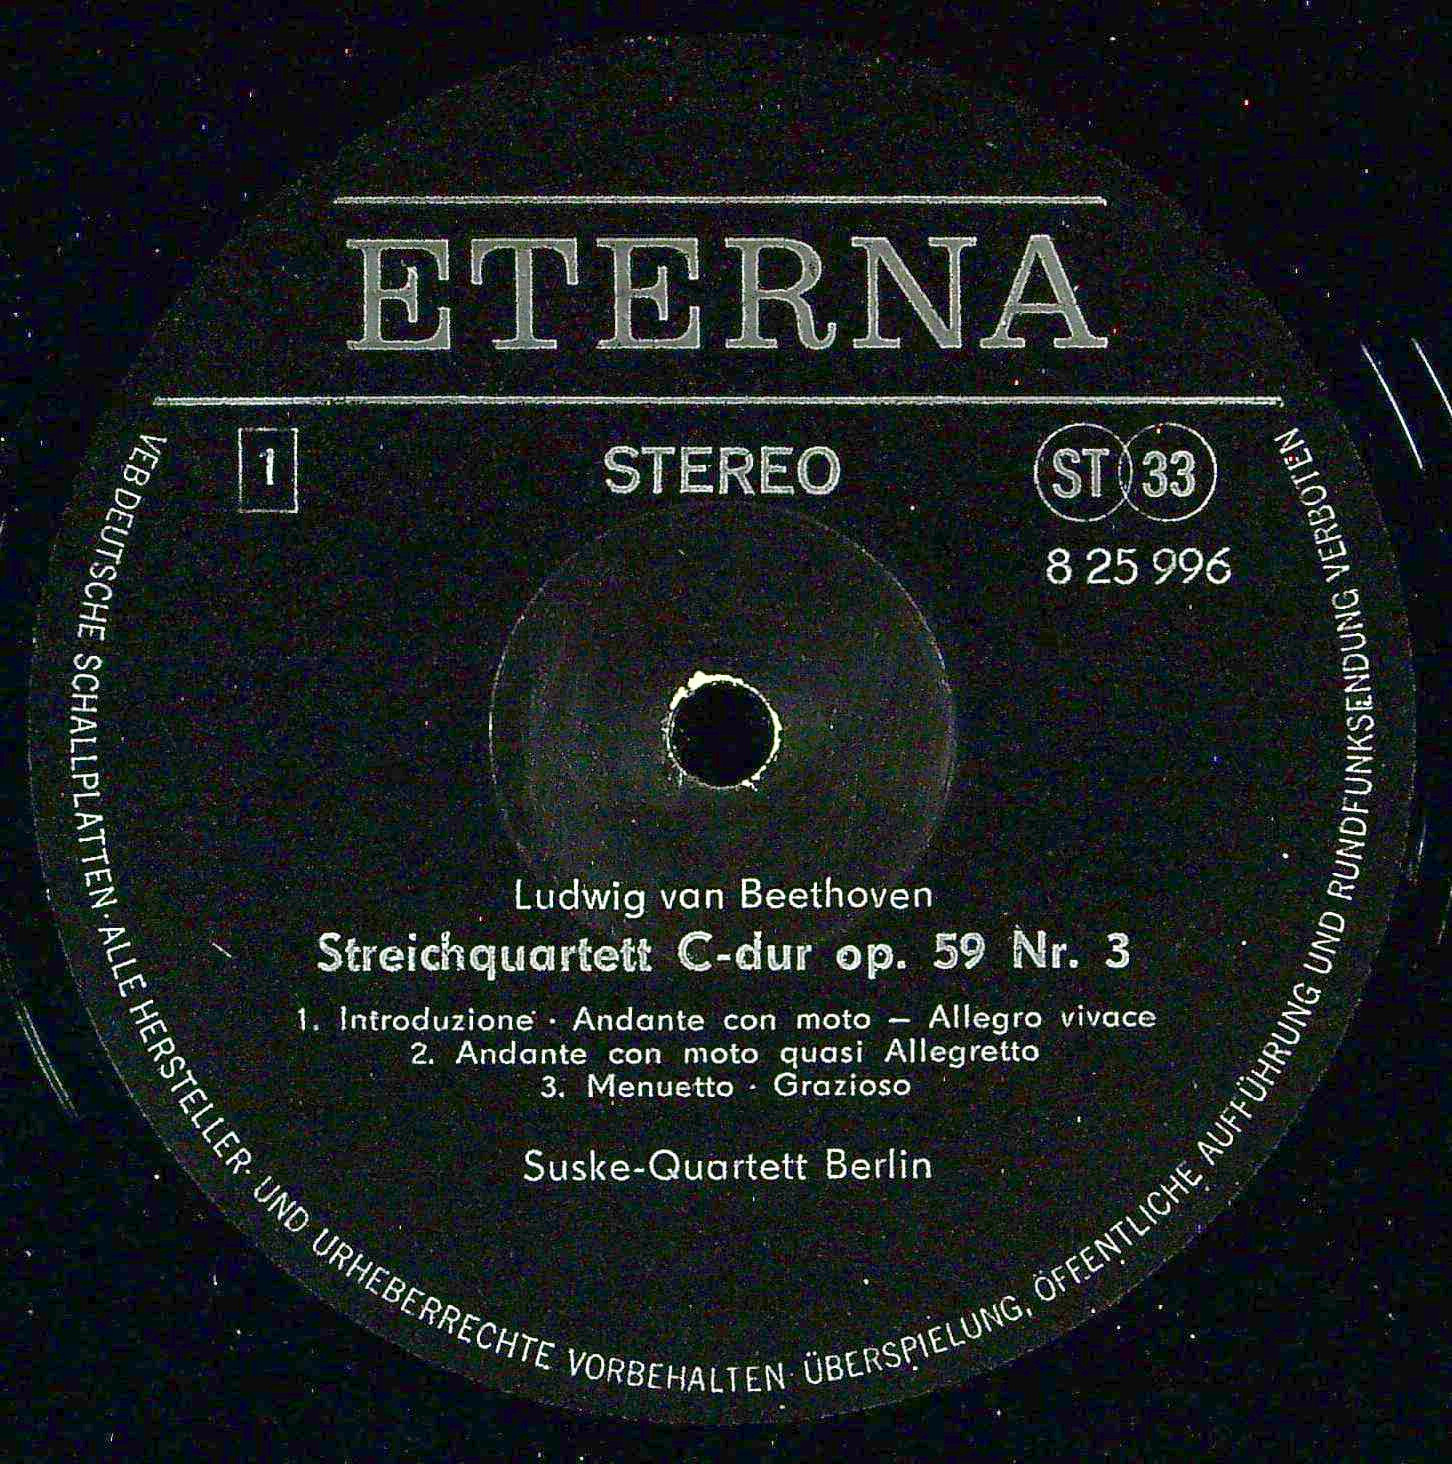 ETERNA
1
STEREO
ST 33
8 25 996
Ludwig van Beethoven
Streichquartett C-dur op. 59 Nr. 3
1. Introduzione · Andante con moto – Allegro vivace
2. Andante con moto quasi Allegretto
3. Menuetto · Grazioso
Suske-Quartett Berlin
VEB DEUTSCHE SCHALLPLATTEN · ALLE HERSTELLER- UND URHEBERRECHTE VORBEHALTEN · ÜBERSPIELUNG, ÖFFENTLICHE AUFFÜHRUNG UND RUNDFUNKSENDUNG VERBOTEN